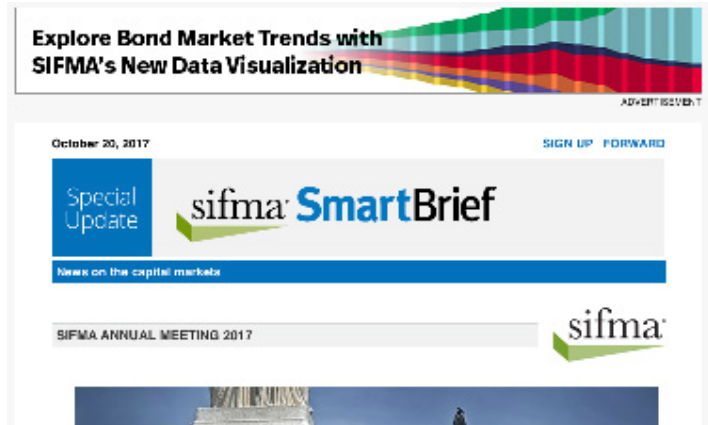 Explore Bond Market Trends with
SIFMA's New Data Visualization
ADVERTISEMENT
October 20, 2017
SIGN UP FORWARD
Special
Update
sifma SmartBrief
News on the capital markets
sifma
SIFMA ANNUAL MEETING 2017